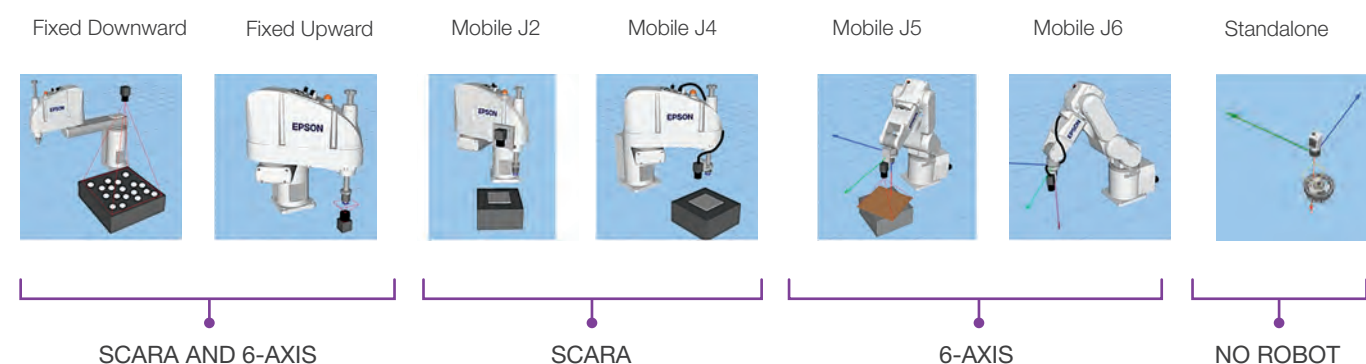 Fixed Downward
Fixed Upward
Mobile J2
Mobile J4
Mobile J5
Mobile J6
Standalone
EPSON
EPSON
EPSON
EPSON
EPSON
SCARA AND 6-AXIS
SCARA
6-AXIS
NO ROBOT